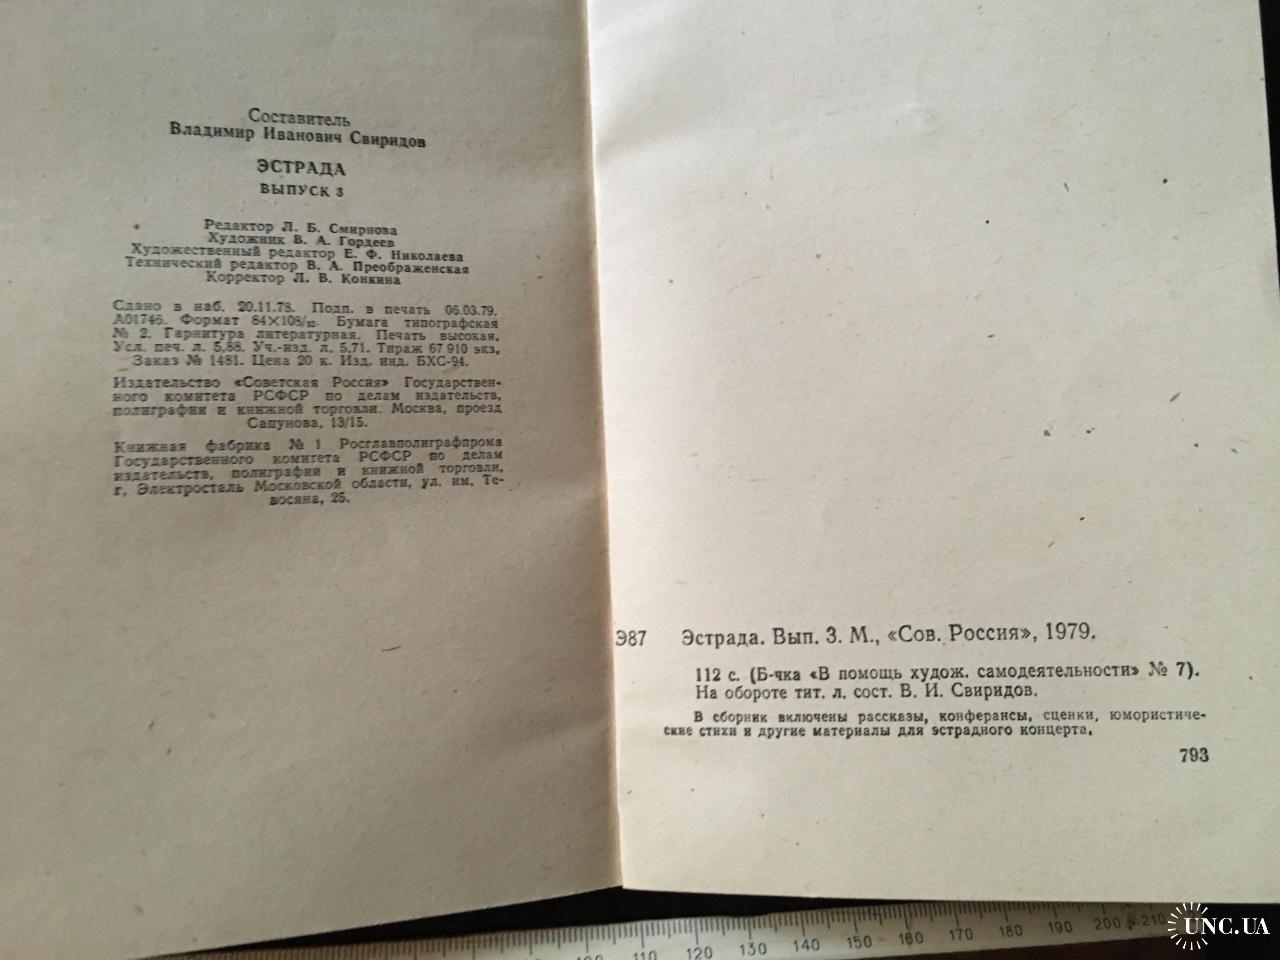 Составитель
Владимир Иванович Свиридов
ЭСТРАДА
ВЫПУСК 3
Редактор Л. Б. Смирнова
Художник В. А. Гордеев
Художественный редактор Е. Ф. Николаева
Технический редактор В. А. Преображенская
Корректор Л. В. Конкина
Сдано в наб. 20.11.78. Подп. в печать 06.03.79.
А01746. Формат 84×108/32. Бумага типографская
№ 2. Гарнитура литературная. Печать высокая.
Усл. печ. л. 5,88. Уч.-изд. л. 5,71. Тираж 67 910 экз.
Заказ № 1481. Цена 20 к. Изд. инд. БХС-94.
Издательство «Советская Россия» Государствен-
ного комитета РСФСР по делам издательств,
полиграфии и книжной торговли. Москва, проезд
Сапунова, 13/15.
Книжная фабрика № 1 Росглавполиграфпрома
Государственного комитета РСФСР по делам
издательств, полиграфии и книжной торговли,
г. Электросталь Московской области, ул. им. Те-
восяна, 25.
Э87 Эстрада. Вып. 3. М., «Сов. Россия», 1979.
112 с. (Б-чка «В помощь худож. самодеятельности» № 7).
На обороте тит. л. сост. В. И. Свиридов.
В сборник включены рассказы, конферансы, сценки, юмористиче-
ские стихи и другие материалы для эстрадного концерта.
793
110 120 130 140 150 160 170 180 190 200 210
UNC.UA